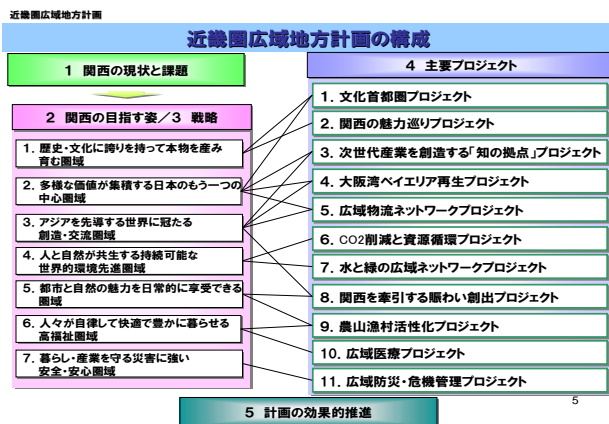 近畿圏広域地方計画
近畿圏広域地方計画の構成
1 関西の現状と課題
2 関西の目指す姿／3 戦略
1. 歴史・文化に誇りを持って本物を産み
育む圏域
2. 多様な価値が集積する日本のもう一つの
中心圏域
3. アジアを先導する世界に冠たる
創造・交流圏域
4. 人と自然が共生する持続可能な
世界的環境先進圏域
5. 都市と自然の魅力を日常的に享受できる
圏域
6. 人々が自律して快適で豊かに暮らせる
高福祉圏域
7. 暮らし・産業を守る災害に強い
安全・安心圏域
4 主要プロジェクト
1. 文化首都圏プロジェクト
2. 関西の魅力巡りプロジェクト
3. 次世代産業を創造する「知の拠点」プロジェクト
4. 大阪湾ベイエリア再生プロジェクト
5. 広域物流ネットワークプロジェクト
6. CO2削減と資源循環プロジェクト
7. 水と緑の広域ネットワークプロジェクト
8. 関西を牽引する賑わい創出プロジェクト
9. 農山漁村活性化プロジェクト
10. 広域医療プロジェクト
11. 広域防災・危機管理プロジェクト
5 計画の効果的推進
5